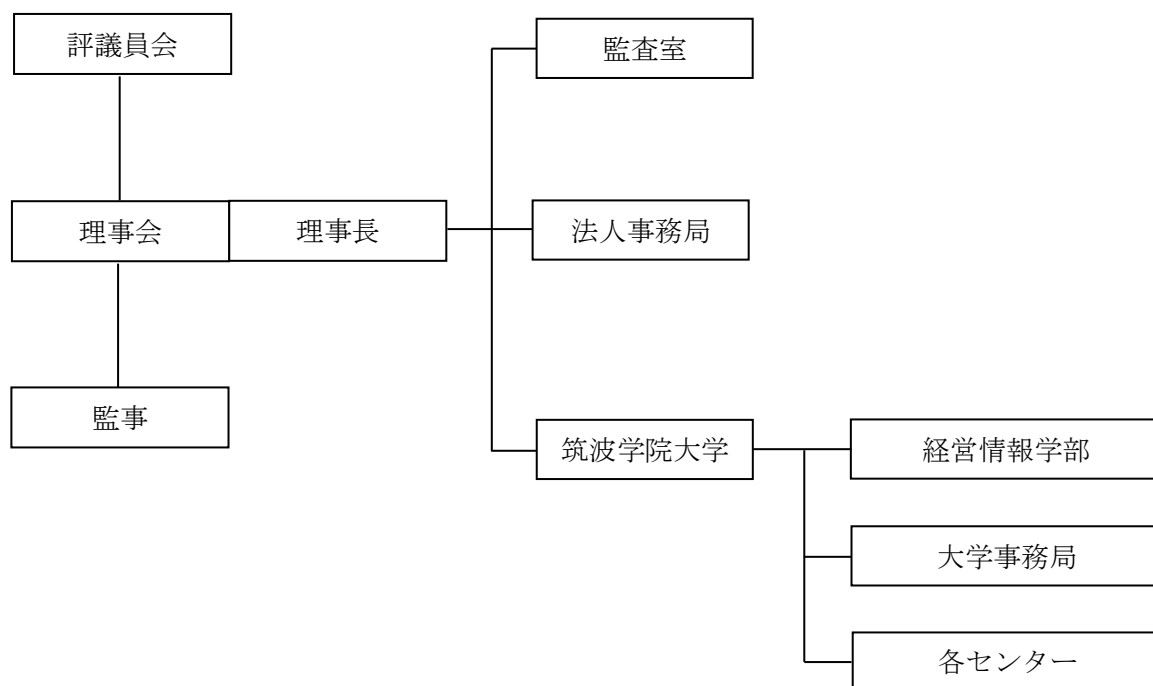 評議員会
監査室
理事会
理事長
法人事務局
監事
筑波学院大学
経営情報学部
大学事務局
各センター